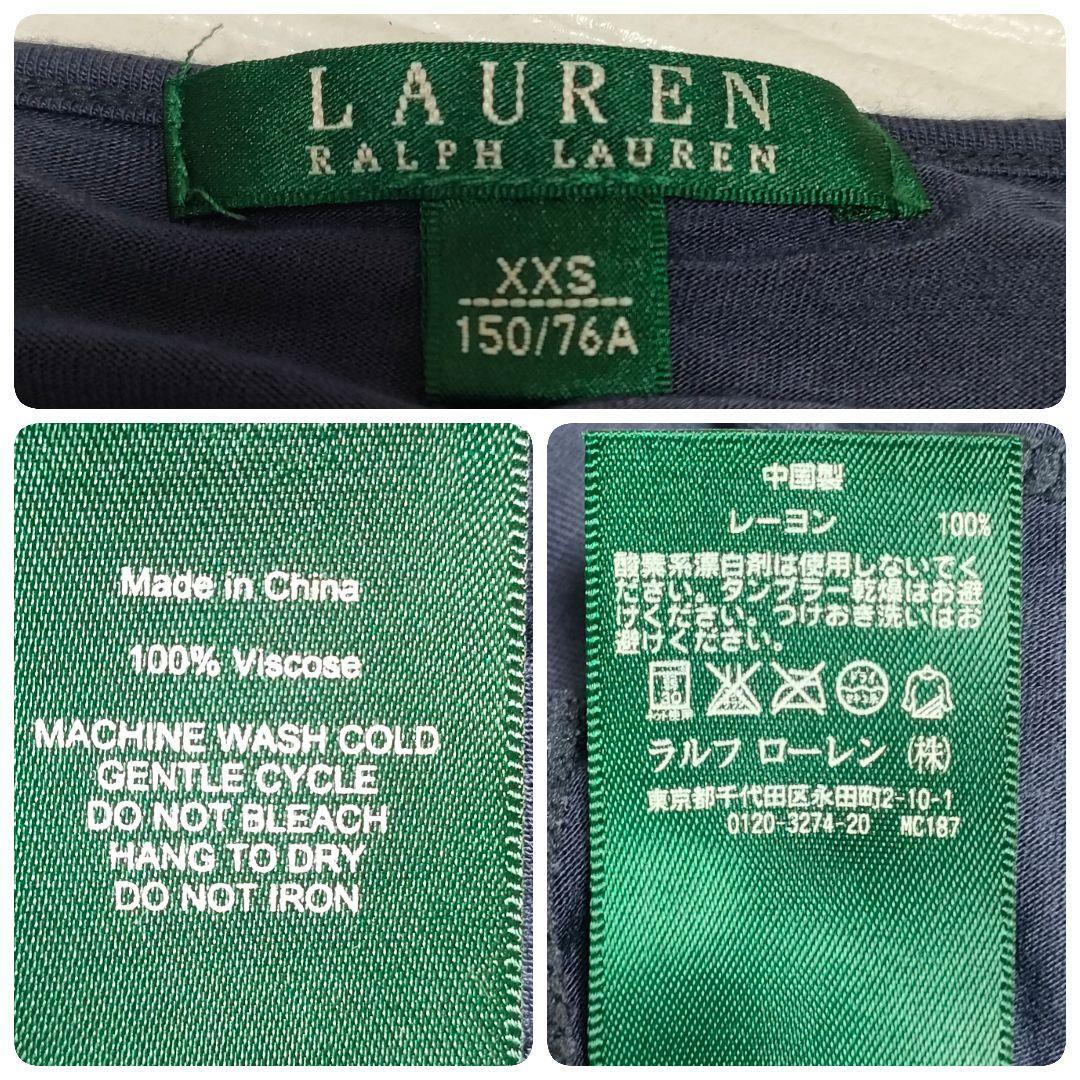 LAUREN
RALPH LAUREN
XXS
150/76A
Made in China
100% Viscose
MACHINE WASH COLD
GENTLE CYCLE
DO NOT BLEACH
HANG TO DRY
DO NOT IRON
中国製
レーヨン 100%
酸素系漂白剤は使用しないでく
ださい。タンブラー乾燥はお避
けください。つけおき洗いはお
避けください。
30
ドライ
ラルフ ローレン (株)
東京都千代田区永田町2-10-1
0120-3274-20 MC187